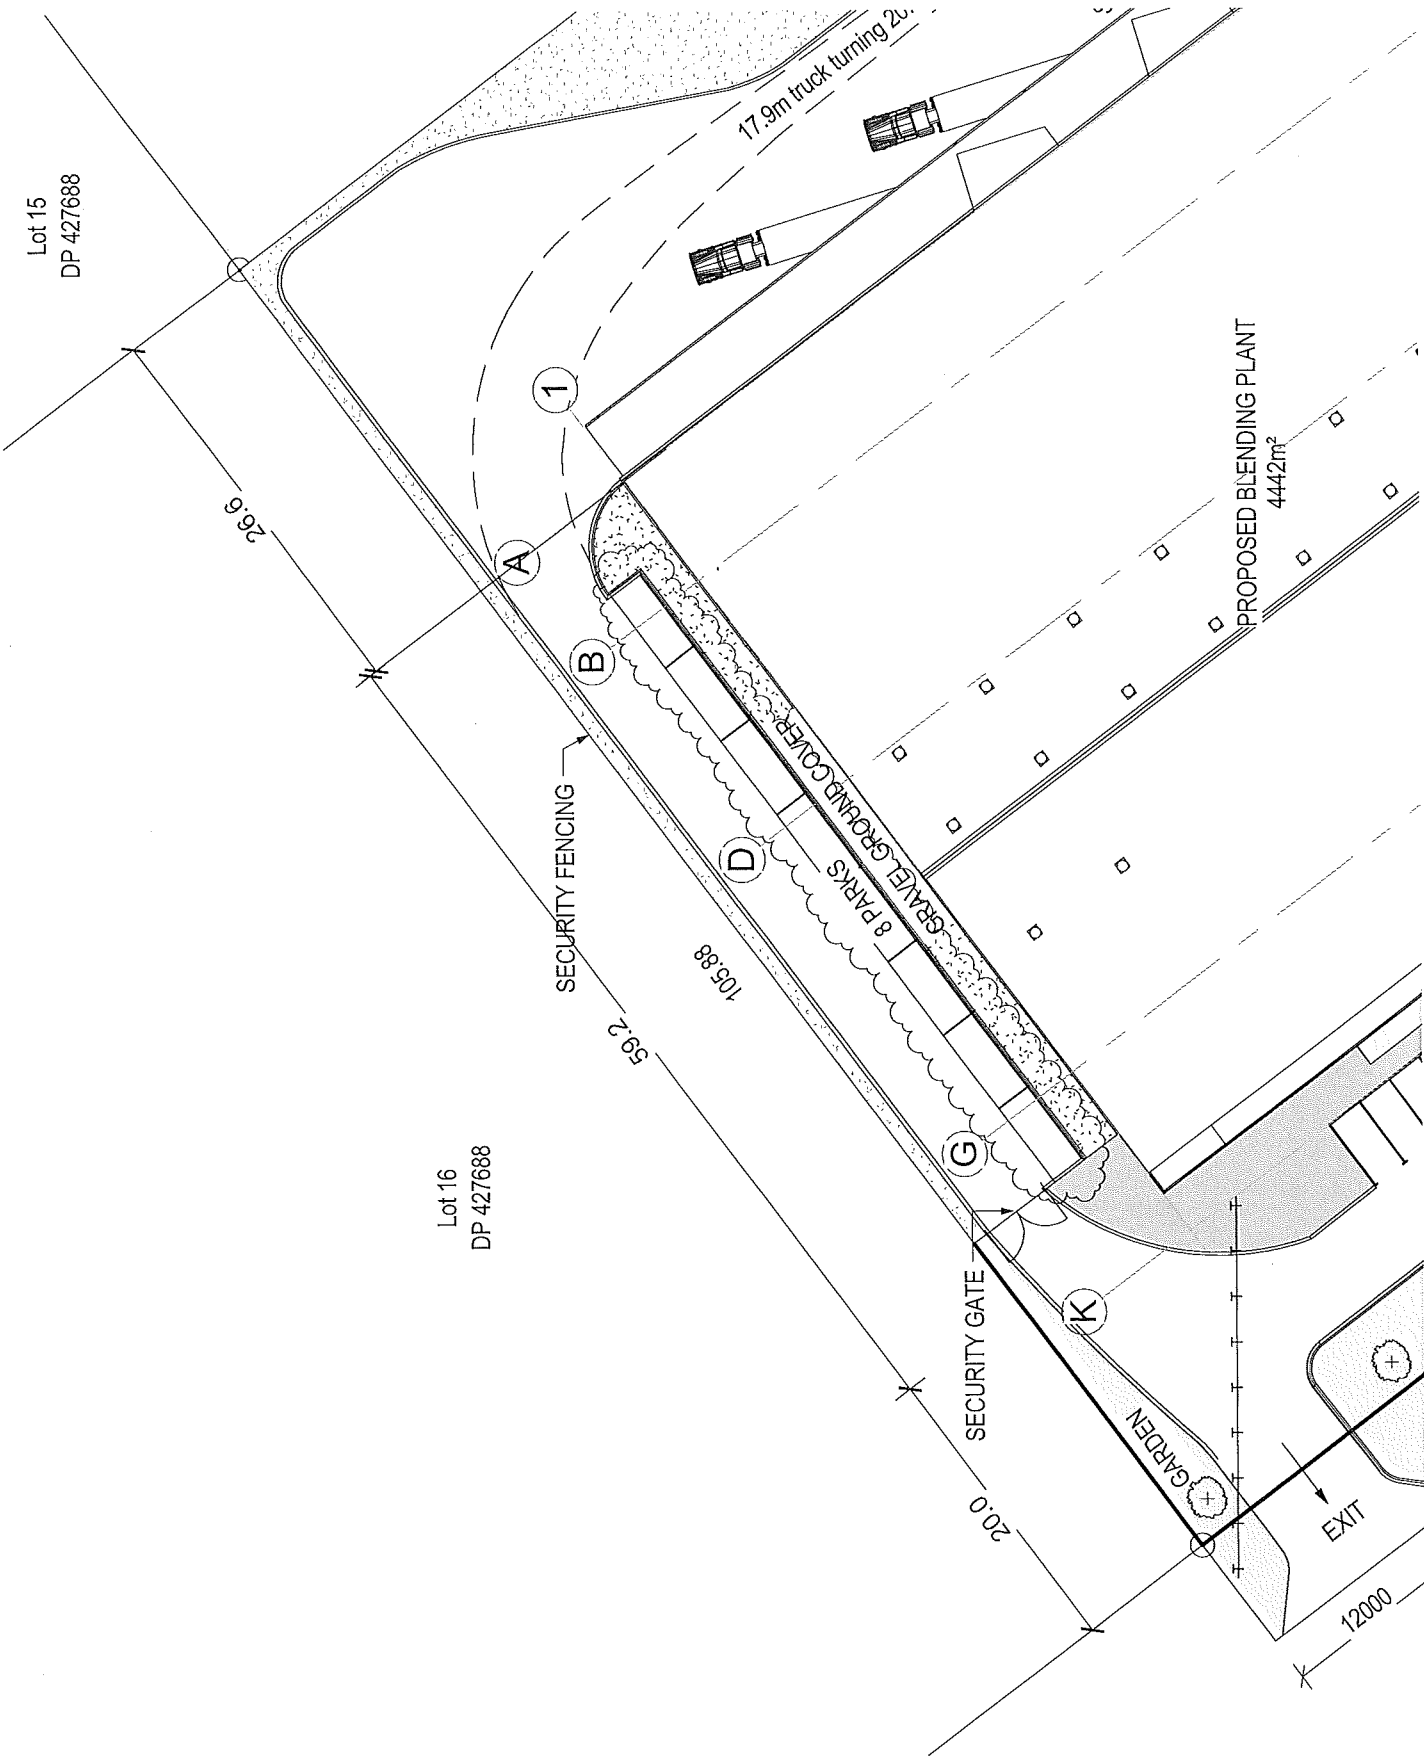 Lot 15
DP 427688
17.9m truck turning 20.
26.6
1
A
B
SECURITY FENCING
D
8 PARKS
GRAVEL GROUND COVER
PROPOSED BLENDING PLANT
4442m²
105.88
59.2
Lot 16
DP 427688
G
SECURITY GATE
K
GARDEN
20.0
EXIT
12000